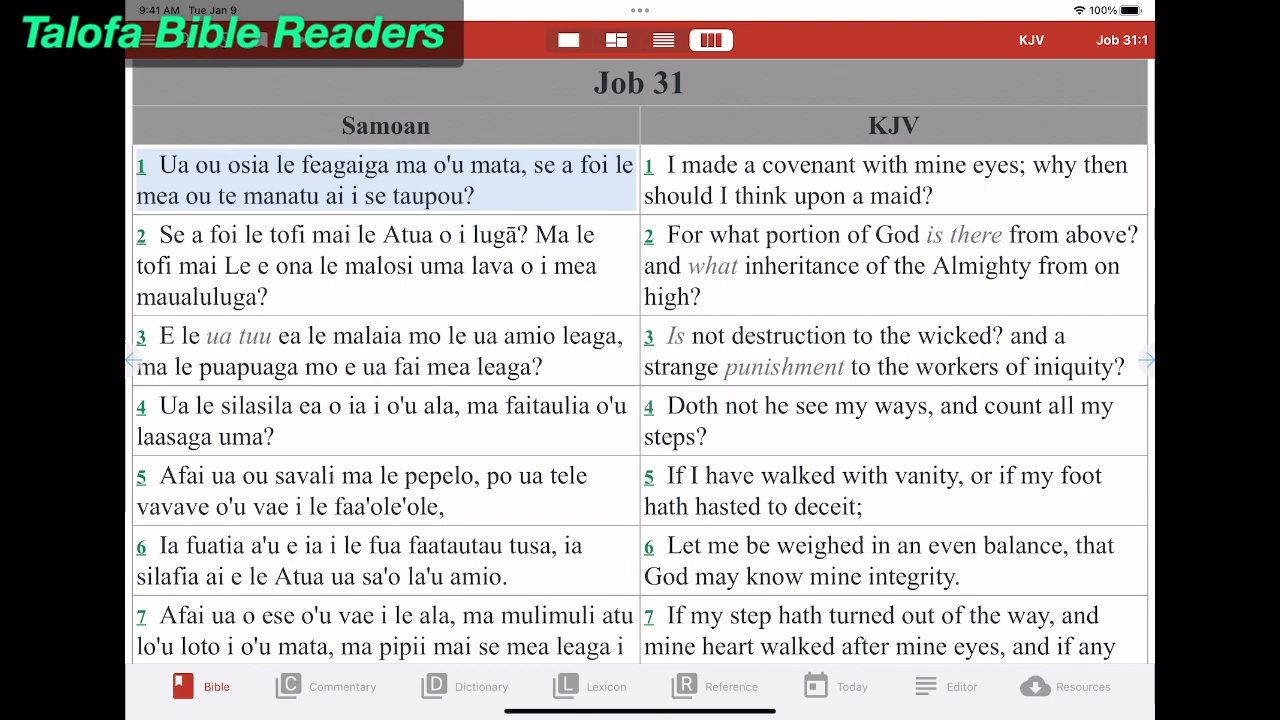 9:41 AM Tue Jan 9
100%
Talofa Bible Readers
KJV
Job 31:1
Job 31
Samoan
KJV
1 Ua ou osia le feagaiga ma o'u mata, se a foi le
mea ou te manatu ai i se taupou?
1 I made a covenant with mine eyes; why then
should I think upon a maid?
2 Se a foi le tofi mai le Atua o i lugā? Ma le
tofi mai Le e ona le malosi uma lava o i mea
maualuluga?
2 For what portion of God is there from above?
and what inheritance of the Almighty from on
high?
3 E le ua tuu ea le malaia mo le ua amio leaga,
ma le puapuaga mo e ua fai mea leaga?
3 Is not destruction to the wicked? and a
strange punishment to the workers of iniquity?
4 Ua le silasila ea o ia i o'u ala, ma faitaulia o'u
laasaga uma?
4 Doth not he see my ways, and count all my
steps?
5 Afai ua ou savali ma le pepelo, po ua tele
vavave o'u vae i le faa'ole'ole,
5 If I have walked with vanity, or if my foot
hath hasted to deceit;
6 Ia fuatia a'u e ia i le fua faatautau tusa, ia
silafia ai e le Atua ua sa'o la'u amio.
6 Let me be weighed in an even balance, that
God may know mine integrity.
7 Afai ua o ese o'u vae i le ala, ma mulimuli atu
lo'u loto i o'u mata, ma pipii mai se mea leaga i
7 If my step hath turned out of the way, and
mine heart walked after mine eyes, and if any
Bible
C Commentary
D Dictionary
L Lexicon
R Reference
Today
Editor
Resources